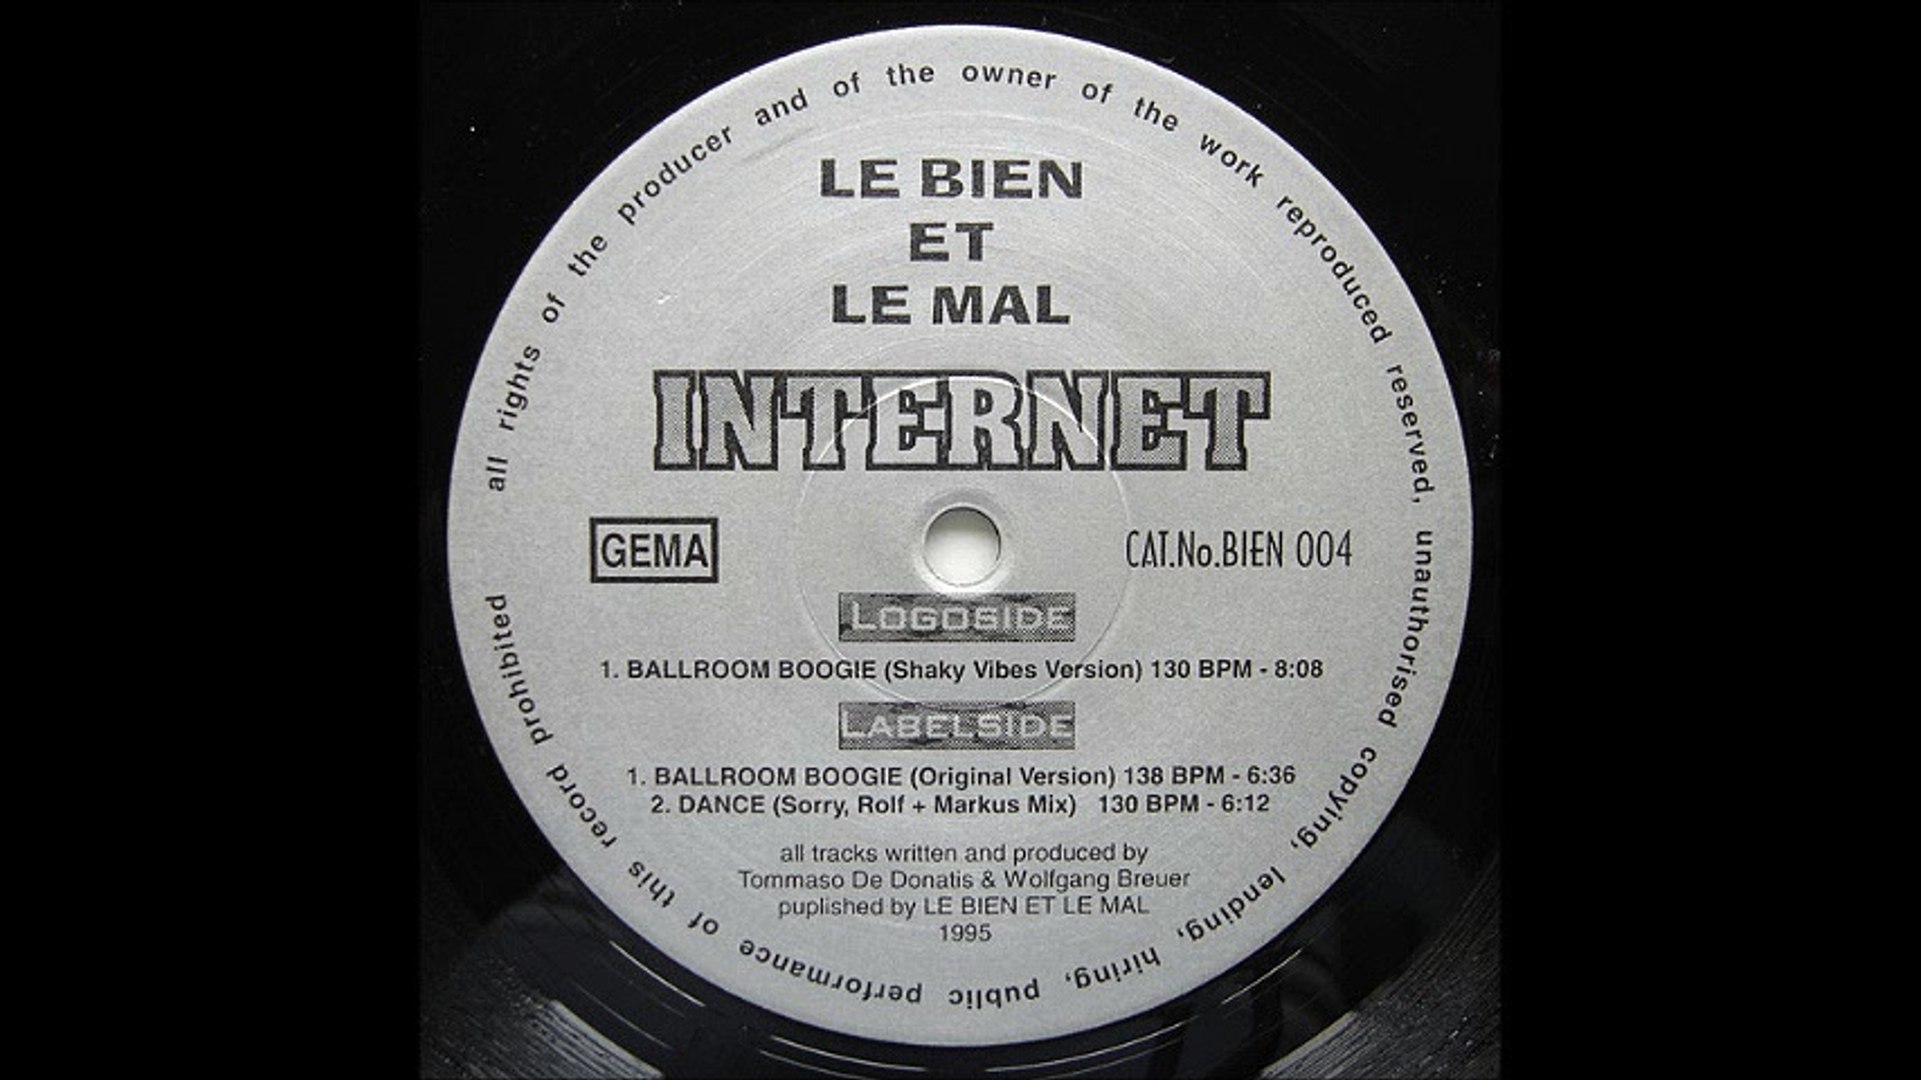 all rights of the producer and of the owner of the work reproduced reserved, unauthorised copying, lending, hiring, public performance of this record prohibited
LE BIEN
ET
LE MAL
INTERNET
GEMA
CAT.No.BIEN 004
LOGOSIDE
1. BALLROOM BOOGIE (Shaky Vibes Version) 130 BPM - 8:08
LABELSIDE
1. BALLROOM BOOGIE (Original Version) 138 BPM - 6:36
2. DANCE (Sorry, Rolf + Markus Mix) 130 BPM - 6:12
all tracks written and produced by
Tommaso De Donatis & Wolfgang Breuer
puplished by LE BIEN ET LE MAL
1995